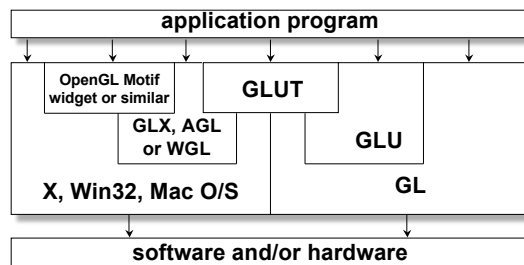 application program
OpenGL Motif
widget or similar
GLUT
GLX, AGL
or WGL
GLU
X, Win32, Mac O/S
GL
software and/or hardware